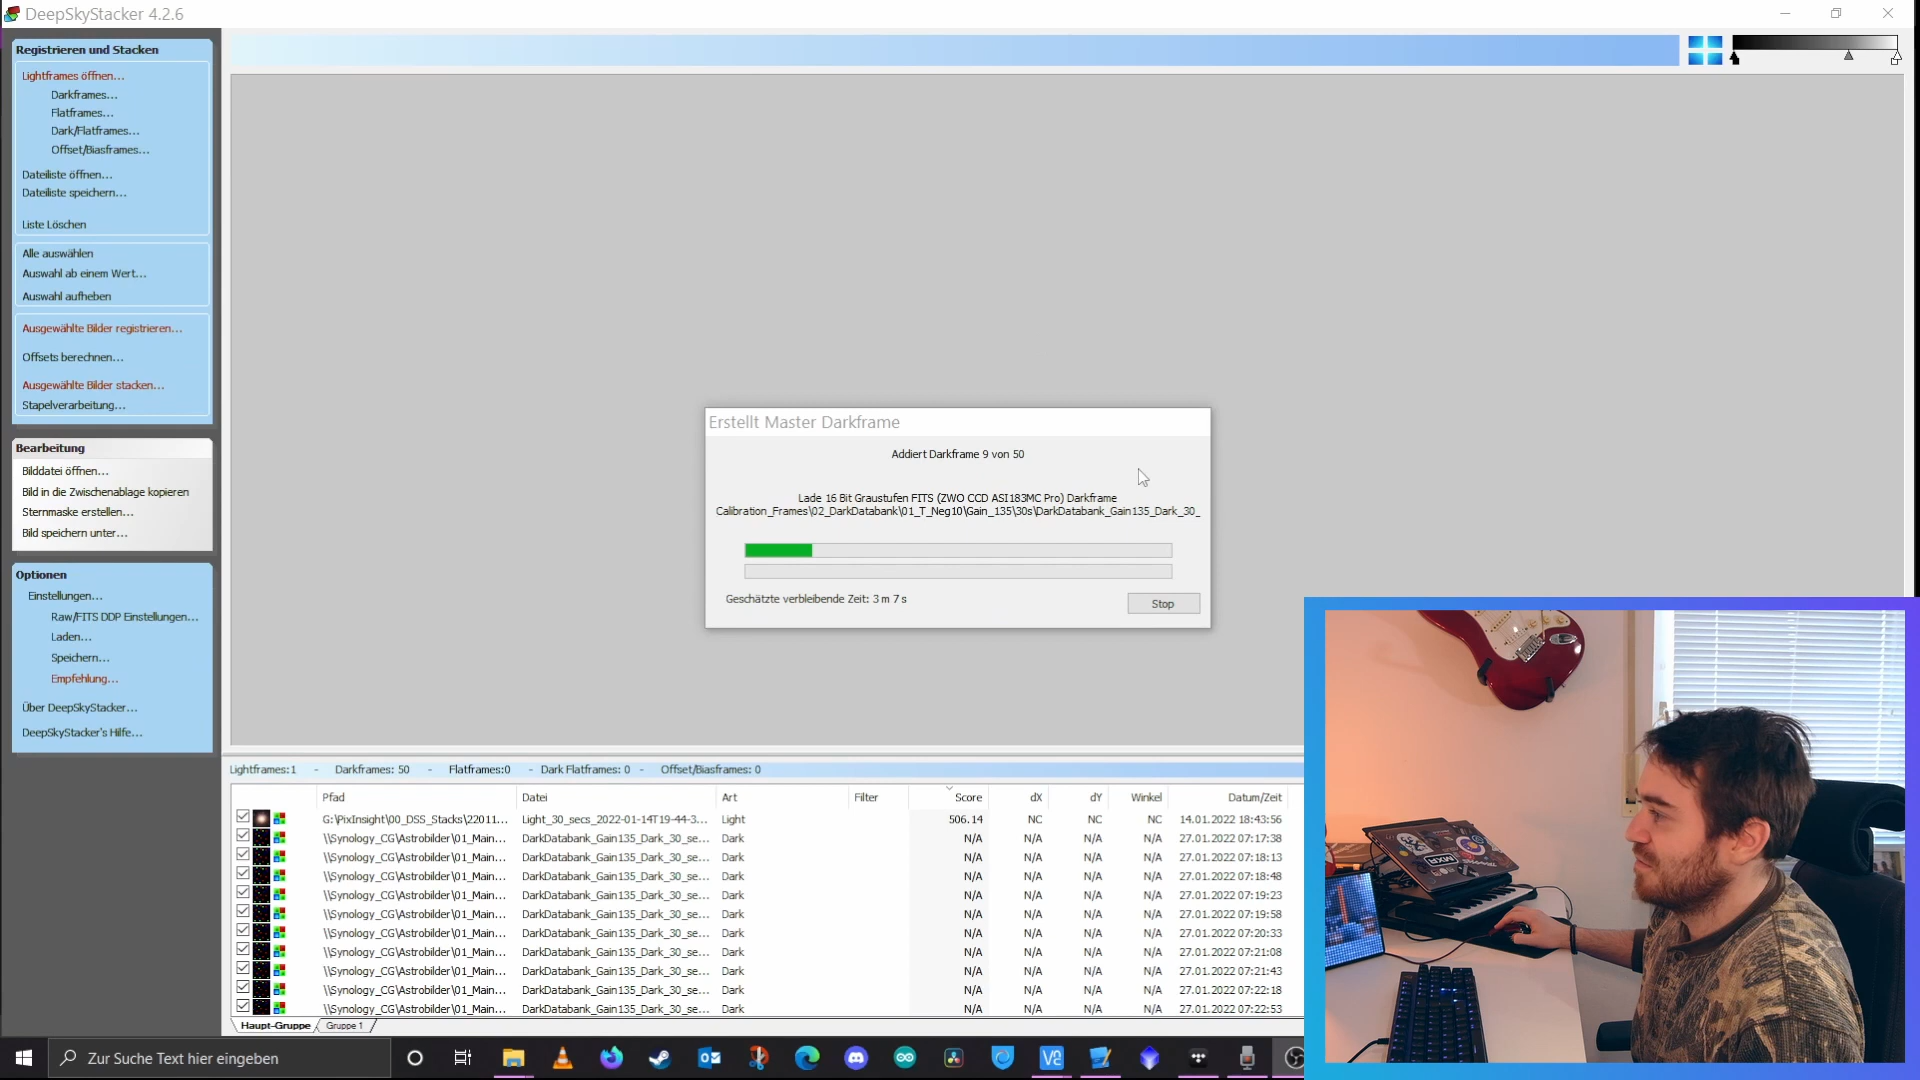 DeepSkyStacker 4.2.6
Registrieren und Stacken
Lightframes öffnen...
Darkframes...
Flatframes...
Dark/Flatframes...
Offset/Biasframes...
Dateiliste öffnen...
Dateiliste speichern...
Liste Löschen
Alle auswählen
Auswahl ab einem Wert...
Auswahl aufheben
Ausgewählte Bilder registrieren...
Offsets berechnen...
Ausgewählte Bilder stacken...
Stapelverarbeitung...
Bearbeitung
Bilddatei öffnen...
Bild in die Zwischenablage kopieren
Sternmaske erstellen...
Bild speichern unter...
Optionen
Einstellungen...
Raw/FITS DDP Einstellungen...
Laden...
Speichern...
Empfehlung...
Über DeepSkyStacker...
DeepSkyStacker's Hilfe...
Erstellt Master Darkframe
Addiert Darkframe 9 von 50
Lade 16 Bit Graustufen FITS (ZWO CCD ASI183MC Pro) Darkframe
Calibration_Frames\02_DarkDatabank\01_T_Neg10\Gain_135\30s\DarkDatabank_Gain135_Dark_30_
Geschätzte verbleibende Zeit: 3 m 7 s
Stop
Lightframes:1 - Darkframes: 50 - Flatframes:0 - Dark Flatframes: 0 - Offset/Biasframes: 0
Pfad Datei Art Filter Score dX dY Winkel Datum/Zeit
G:\PixInsight\00_DSS_Stacks\22011... Light_30_secs_2022-01-14T19-44-3... Light 506.14 NC NC NC 14.01.2022 18:43:56
\\Synology_CG\Astrobilder\01_Main... DarkDatabank_Gain135_Dark_30_se... Dark N/A N/A N/A N/A 27.01.2022 07:17:38
\\Synology_CG\Astrobilder\01_Main... DarkDatabank_Gain135_Dark_30_se... Dark N/A N/A N/A N/A 27.01.2022 07:18:13
\\Synology_CG\Astrobilder\01_Main... DarkDatabank_Gain135_Dark_30_se... Dark N/A N/A N/A N/A 27.01.2022 07:18:48
\\Synology_CG\Astrobilder\01_Main... DarkDatabank_Gain135_Dark_30_se... Dark N/A N/A N/A N/A 27.01.2022 07:19:23
\\Synology_CG\Astrobilder\01_Main... DarkDatabank_Gain135_Dark_30_se... Dark N/A N/A N/A N/A 27.01.2022 07:19:58
\\Synology_CG\Astrobilder\01_Main... DarkDatabank_Gain135_Dark_30_se... Dark N/A N/A N/A N/A 27.01.2022 07:20:33
\\Synology_CG\Astrobilder\01_Main... DarkDatabank_Gain135_Dark_30_se... Dark N/A N/A N/A N/A 27.01.2022 07:21:08
\\Synology_CG\Astrobilder\01_Main... DarkDatabank_Gain135_Dark_30_se... Dark N/A N/A N/A N/A 27.01.2022 07:21:43
\\Synology_CG\Astrobilder\01_Main... DarkDatabank_Gain135_Dark_30_se... Dark N/A N/A N/A N/A 27.01.2022 07:22:18
\\Synology_CG\Astrobilder\01_Main... DarkDatabank_Gain135_Dark_30_se... Dark N/A N/A N/A N/A 27.01.2022 07:22:53
Haupt-Gruppe Gruppe 1
Zur Suche Text hier eingeben
MXR